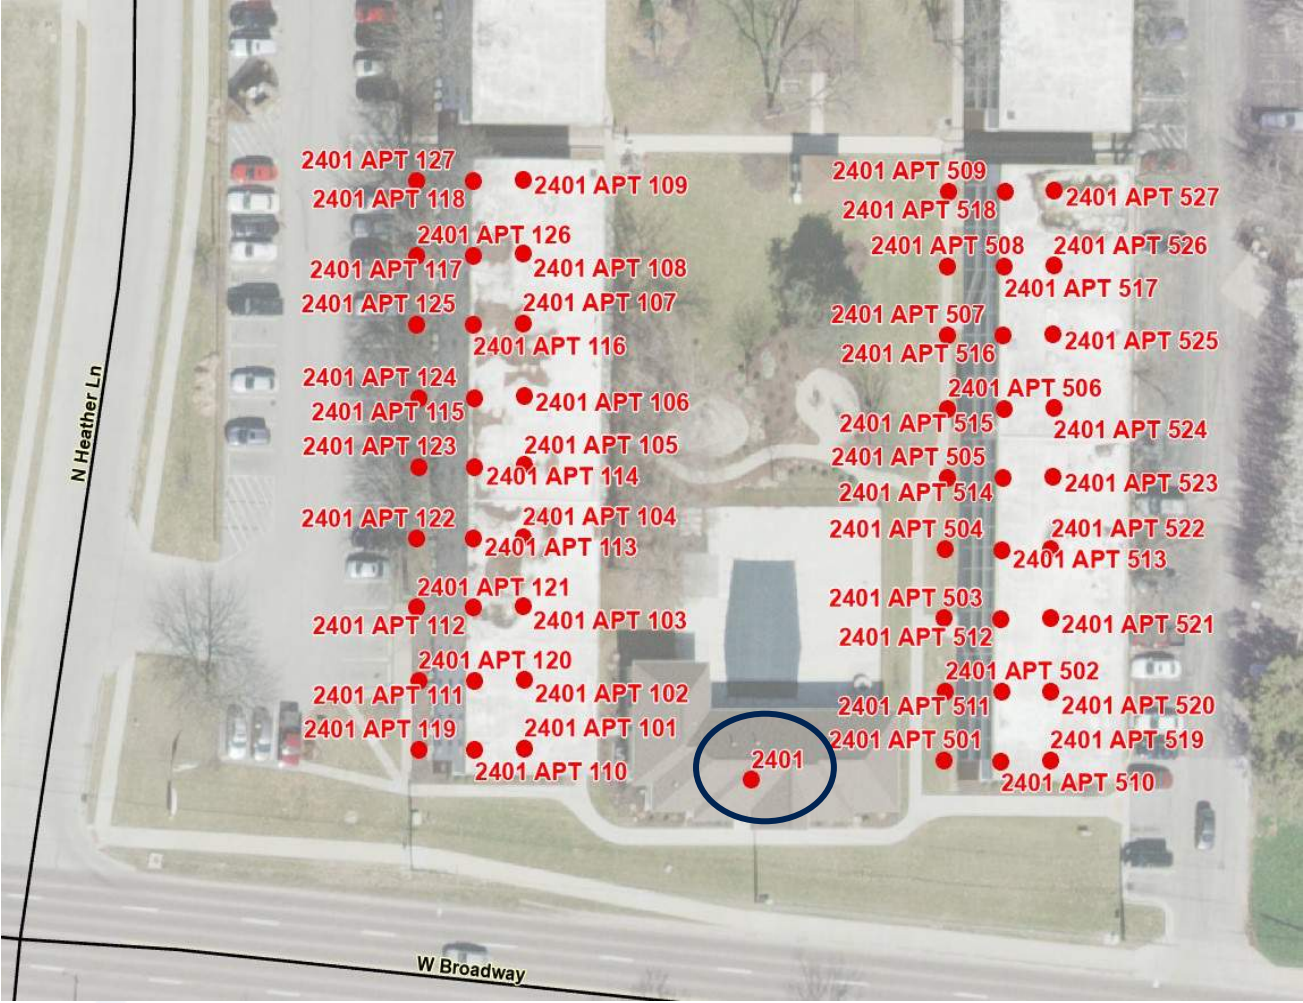 2401 APT 127
2401 APT 118
2401 APT 109
2401 APT 126
2401 APT 117
2401 APT 108
2401 APT 125
2401 APT 107
2401 APT 116
2401 APT 124
2401 APT 115
2401 APT 106
2401 APT 123
2401 APT 105
2401 APT 114
2401 APT 122
2401 APT 104
2401 APT 113
2401 APT 121
2401 APT 112
2401 APT 103
2401 APT 120
2401 APT 111
2401 APT 102
2401 APT 119
2401 APT 101
2401 APT 110
2401
2401 APT 509
2401 APT 518
2401 APT 527
2401 APT 508
2401 APT 526
2401 APT 517
2401 APT 507
2401 APT 516
2401 APT 525
2401 APT 506
2401 APT 515
2401 APT 524
2401 APT 505
2401 APT 514
2401 APT 523
2401 APT 504
2401 APT 522
2401 APT 513
2401 APT 503
2401 APT 512
2401 APT 521
2401 APT 502
2401 APT 511
2401 APT 520
2401 APT 501
2401 APT 519
2401 APT 510
N Heather Ln
W Broadway